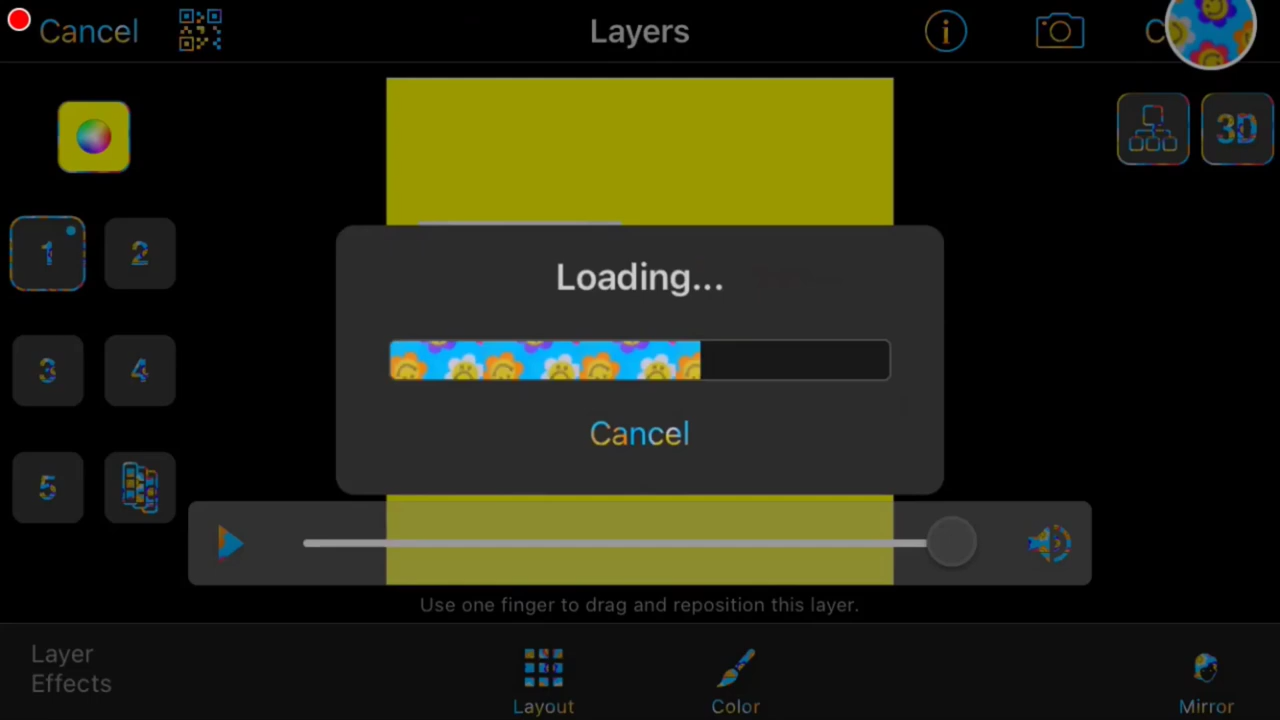 Cancel
Layers
C
3D
1
2
Loading...
3
4
Cancel
5
Use one finger to drag and reposition this layer.
Layer
Effects
Layout
Color
Mirror